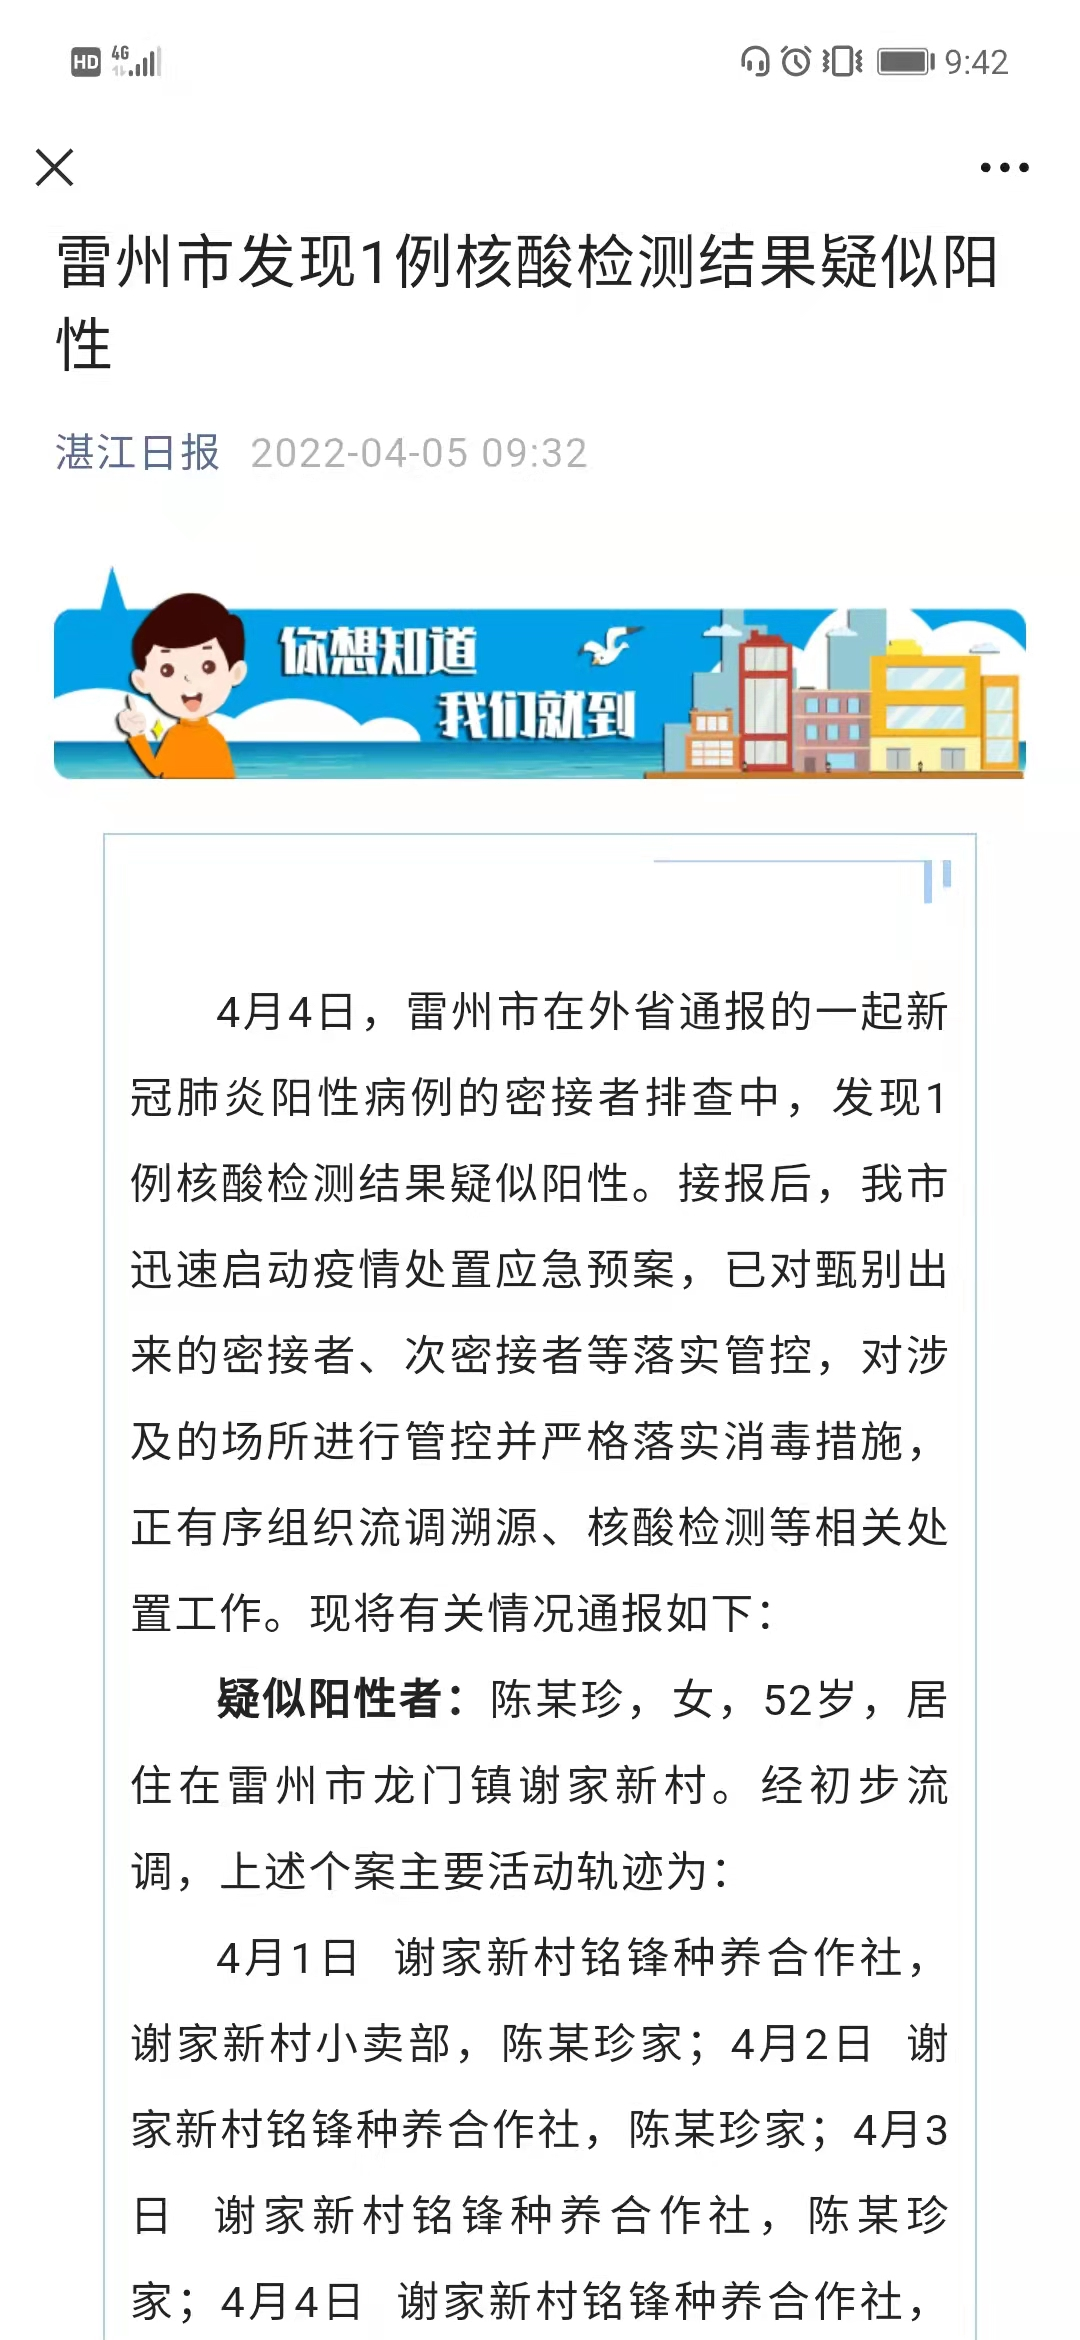 HD 4G 9:42
雷州市发现1例核酸检测结果疑似阳
性
湛江日报 2022-04-05 09:32
你想知道
我们就到
4月4日，雷州市在外省通报的一起新
冠肺炎阳性病例的密接者排查中，发现1
例核酸检测结果疑似阳性。接报后，我市
迅速启动疫情处置应急预案，已对甄别出
来的密接者、次密接者等落实管控，对涉
及的场所进行管控并严格落实消毒措施，
正有序组织流调溯源、核酸检测等相关处
置工作。现将有关情况通报如下：
疑似阳性者：陈某珍，女，52岁，居
住在雷州市龙门镇谢家新村。经初步流
调，上述个案主要活动轨迹为：
4月1日 谢家新村铭锋种养合作社，
谢家新村小卖部，陈某珍家；4月2日 谢
家新村铭锋种养合作社，陈某珍家；4月3
日 谢家新村铭锋种养合作社，陈某珍
家；4月4日 谢家新村铭锋种养合作社，